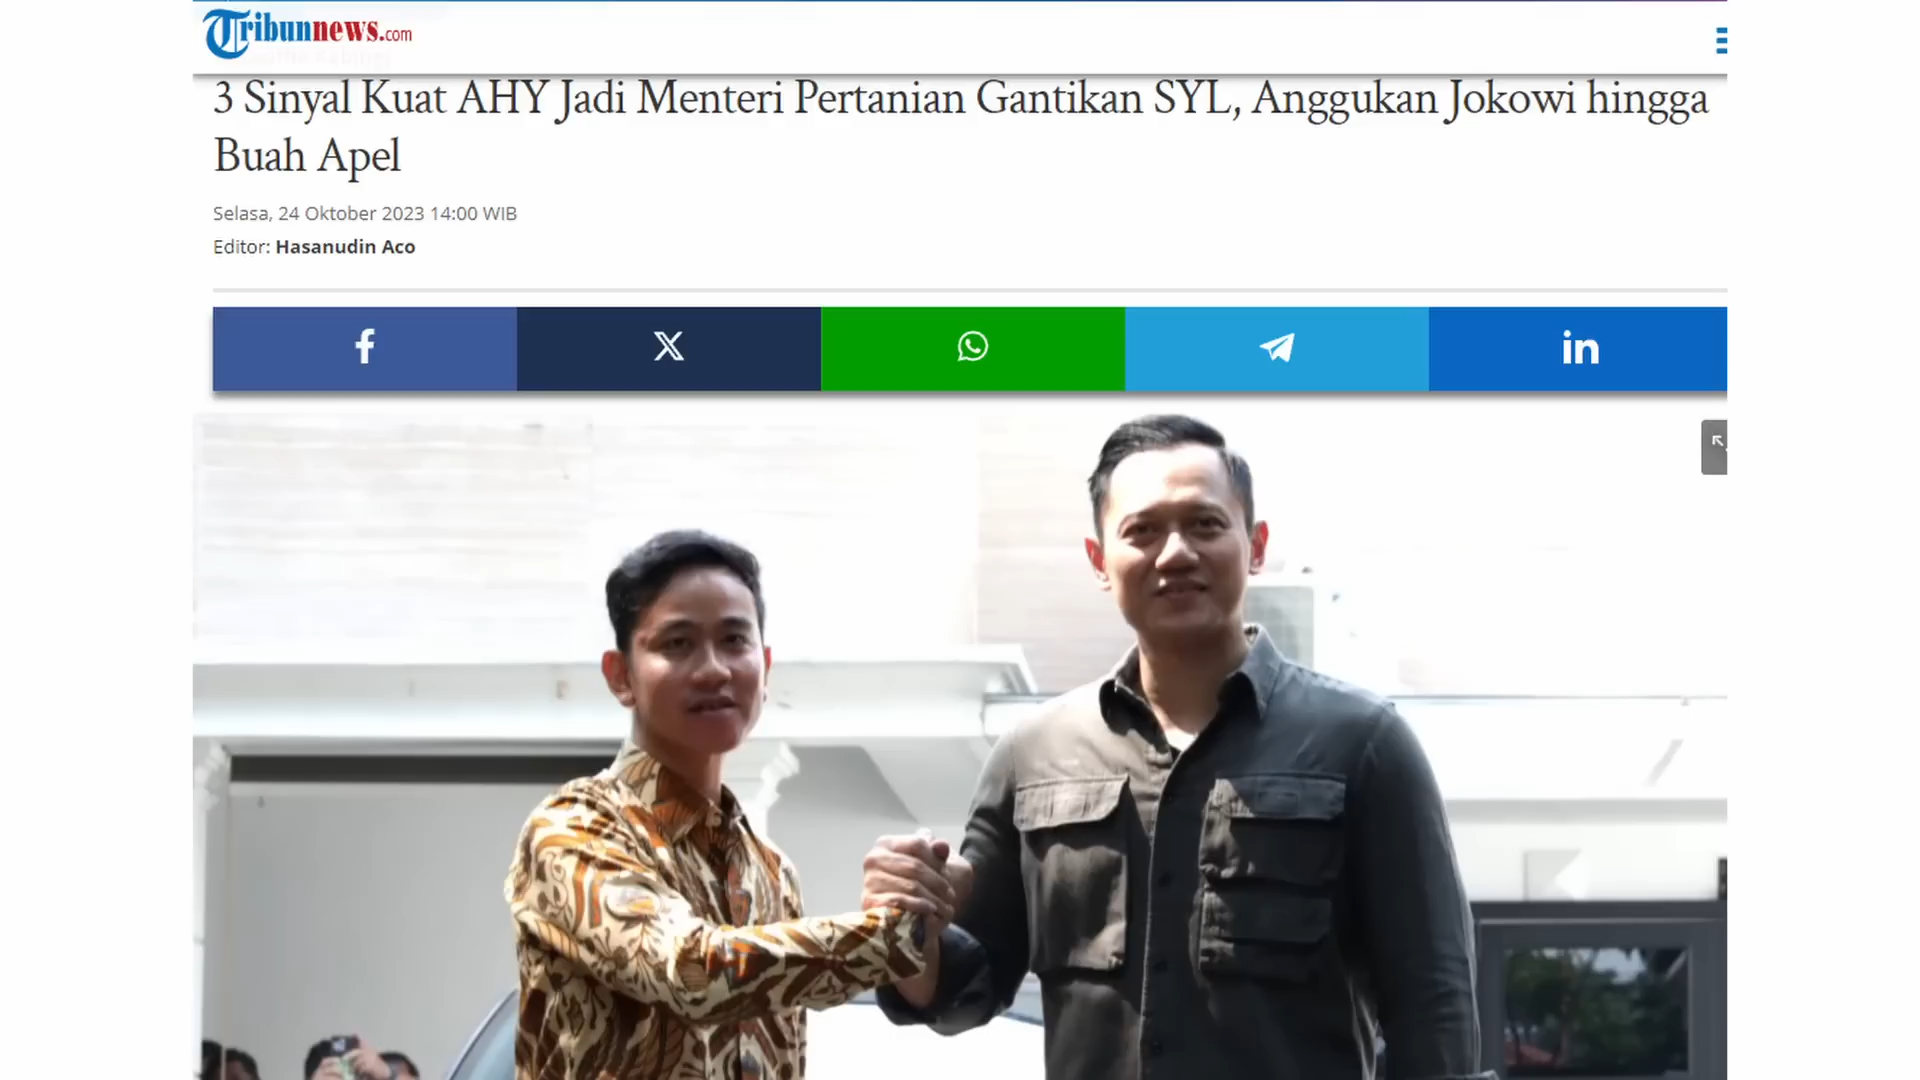 Tribunnews.com
3 Sinyal Kuat AHY Jadi Menteri Pertanian Gantikan SYL, Anggukan Jokowi hingga
Buah Apel
Selasa, 24 Oktober 2023 14:00 WIB
Editor: Hasanudin Aco